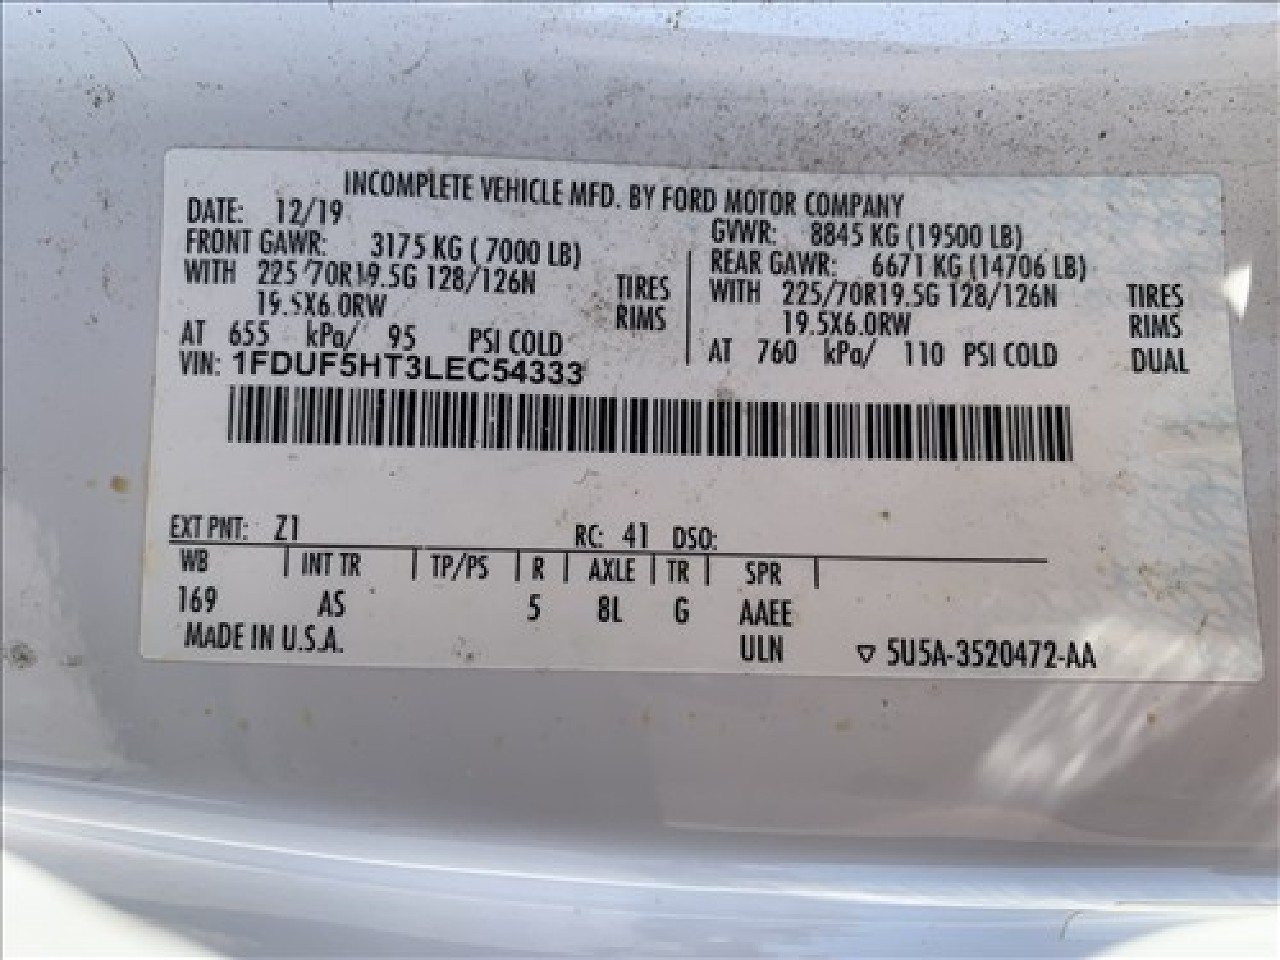 INCOMPLETE VEHICLE MFD. BY FORD MOTOR COMPANY
DATE: 12/19 GVWR: 8845 KG (19500 LB)
FRONT GAWR: 3175 KG ( 7000 LB) REAR GAWR: 6671 KG (14706 LB)
WITH 225/70R19.5G 128/126N TIRES WITH 225/70R19.5G 128/126N TIRES
19.5X6.0RW RIMS 19.5X6.0RW RIMS
AT 655 kPa/ 95 PSI COLD AT 760 kPa/ 110 PSI COLD DUAL
VIN: 1FDUF5HT3LEC54333
EXT PNT: Z1 RC: 41 DSO:
WB INT TR TP/PS R AXLE TR SPR
169 AS 5 8L G AAEE
MADE IN U.S.A. ULN ▽ 5U5A-3520472-AA